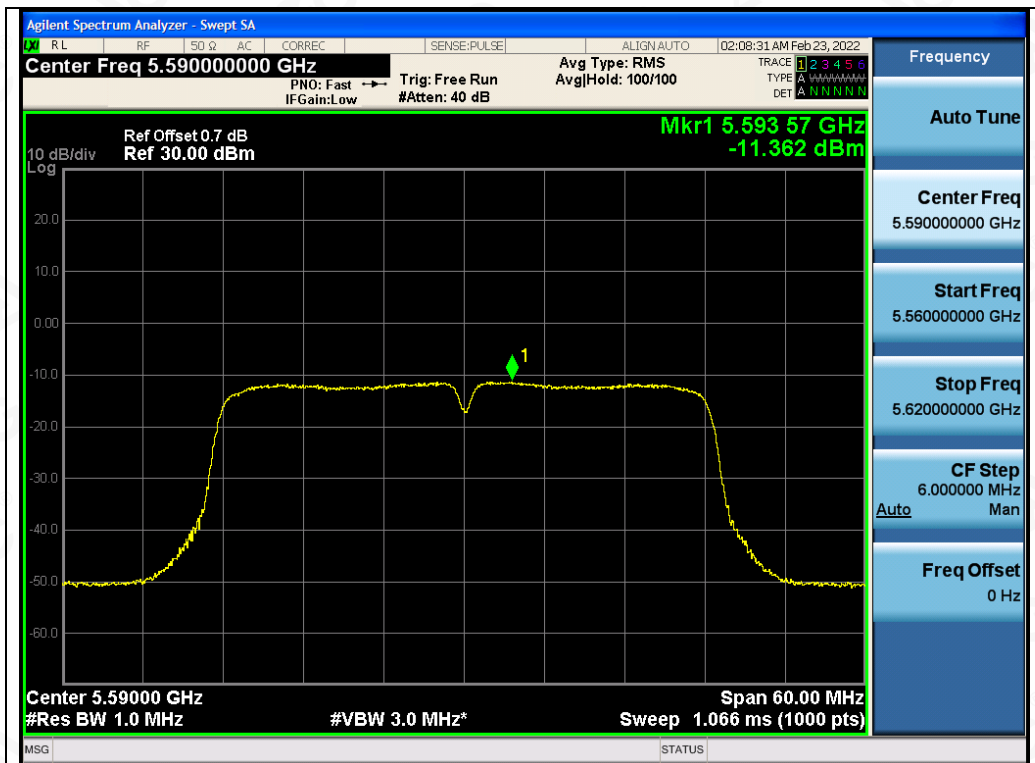 Agilent Spectrum Analyzer - Swept SA
LXI RL RF 50 Ω AC CORREC SENSE:PULSE ALIGN AUTO 02:08:31 AM Feb 23, 2022
Center Freq 5.590000000 GHz
PNO: Fast
IFGain:Low
Trig: Free Run
#Atten: 40 dB
Avg Type: RMS
Avg|Hold: 100/100
TRACE 1 2 3 4 5 6
TYPE A WWWWW
DET A N N N N N
Frequency
Ref Offset 0.7 dB
Ref 30.00 dBm
10 dB/div
Log
Mkr1 5.593 57 GHz
-11.362 dBm
20.0
10.0
0.00
-10.0
-20.0
-30.0
-40.0
-50.0
-60.0
1
Center 5.59000 GHz
#Res BW 1.0 MHz
#VBW 3.0 MHz*
Span 60.00 MHz
Sweep 1.066 ms (1000 pts)
Auto Tune
Center Freq
5.590000000 GHz
Start Freq
5.560000000 GHz
Stop Freq
5.620000000 GHz
CF Step
6.000000 MHz
Auto Man
Freq Offset
0 Hz
MSG STATUS